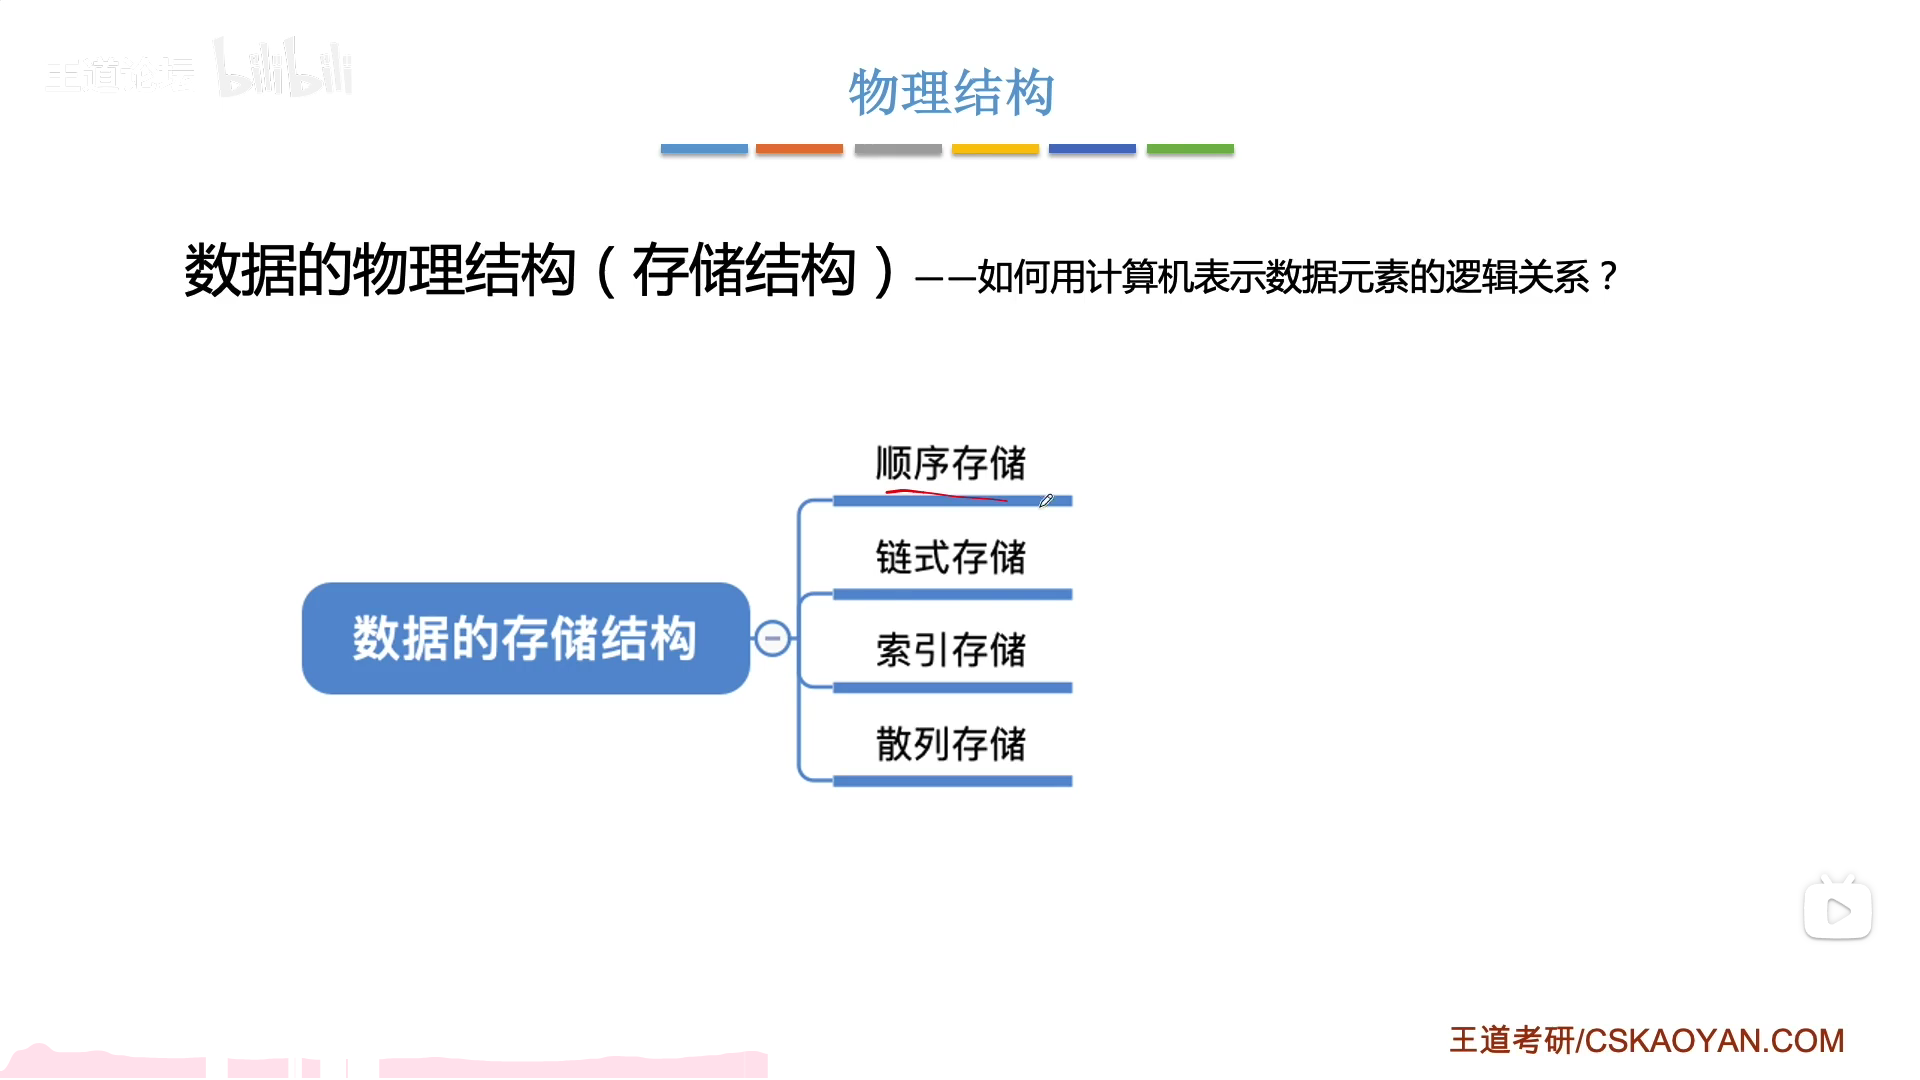 王道论坛 bilibili
物理结构
数据的物理结构（存储结构）——如何用计算机表示数据元素的逻辑关系？
顺序存储
链式存储
数据的存储结构
索引存储
散列存储
王道考研/CSKAOYAN.COM